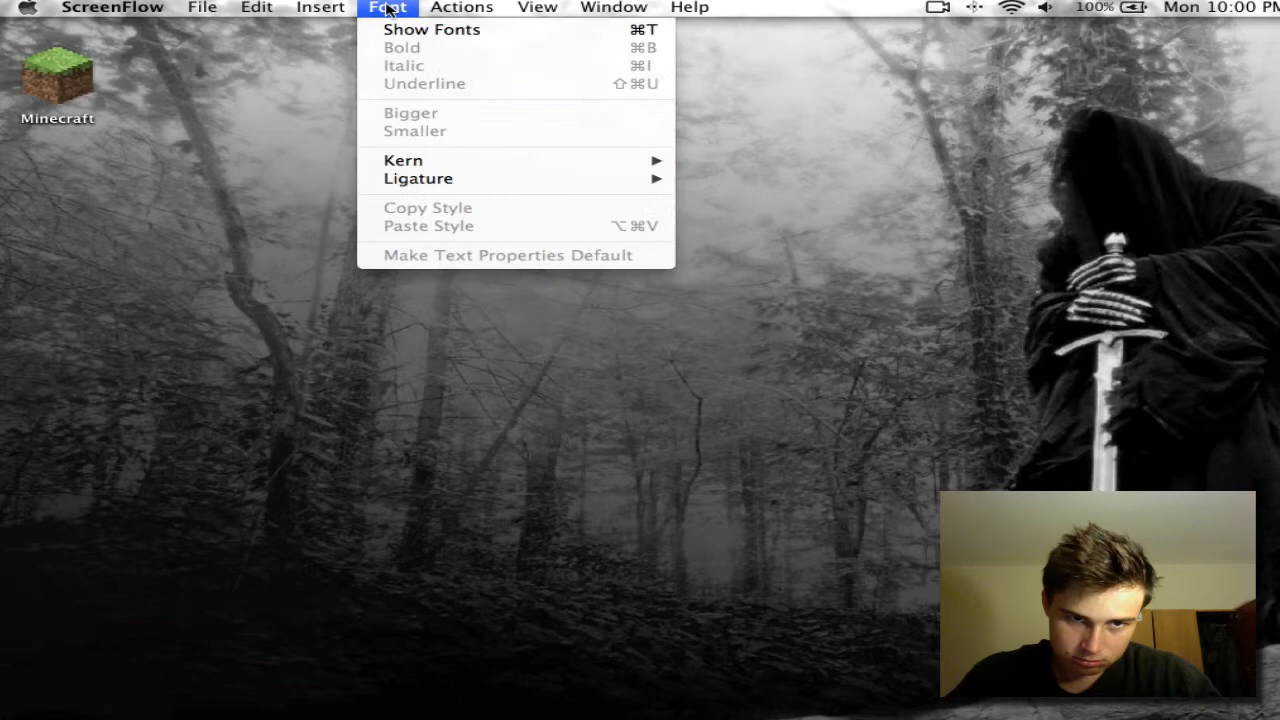 ScreenFlow File Edit Insert Font Actions View Window Help 100% Mon 10:00 PM
Show Fonts ⌘T
Bold ⌘B
Italic ⌘I
Underline ⇧⌘U
Bigger
Smaller
Kern
Ligature
Copy Style
Paste Style ⌥⌘V
Make Text Properties Default
Minecraft